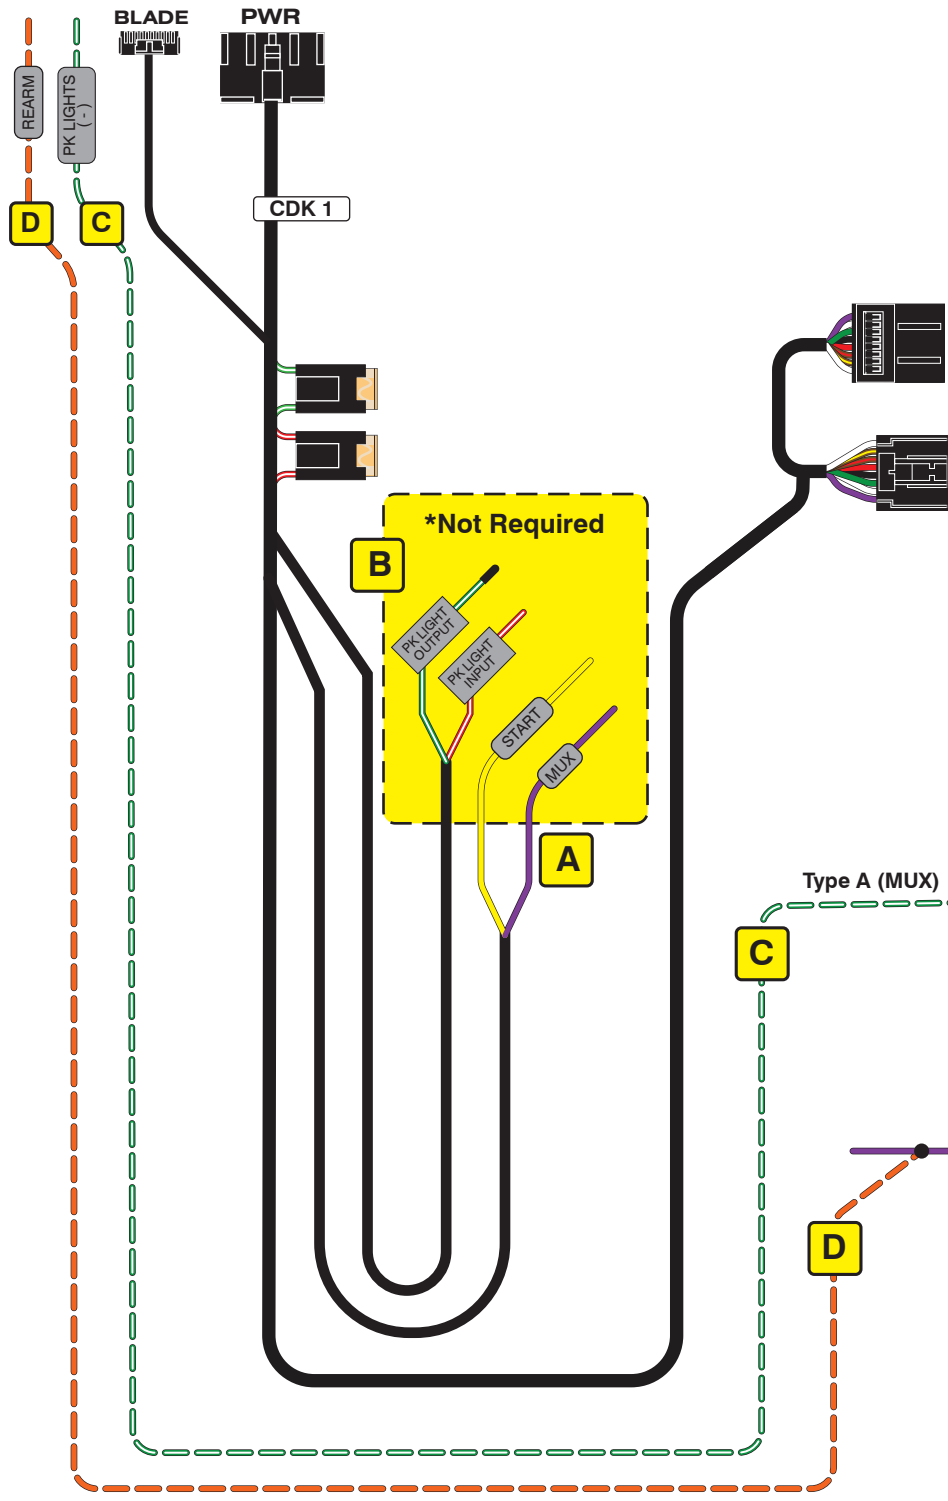 BLADE
PWR
REARM
PK LIGHTS
( - )
D
C
CDK 1
*Not Required
B
PK LIGHT
OUTPUT
PK LIGHT
INPUT
START
MUX
A
Type A (MUX)
C
D